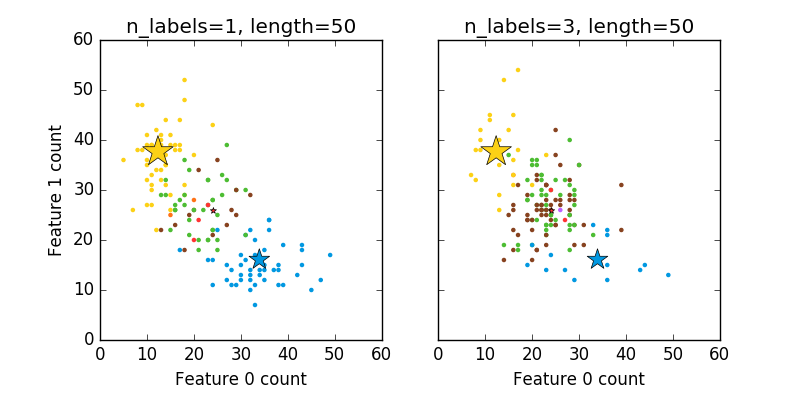 n_labels=1, length=50
n_labels=3, length=50
60
50
40
30
20
10
0
Feature 1 count
0 10 20 30 40 50 60
0 10 20 30 40 50 60
Feature 0 count
Feature 0 count